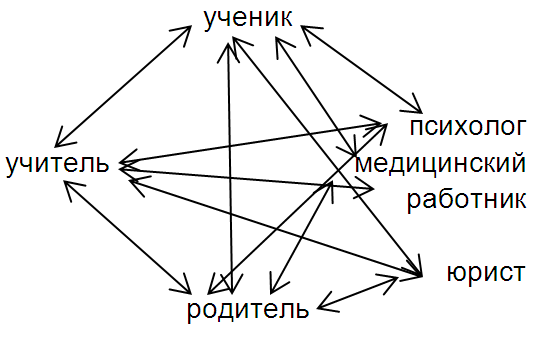 ученик
психолог
учитель
медицинский
работник
юрист
родитель